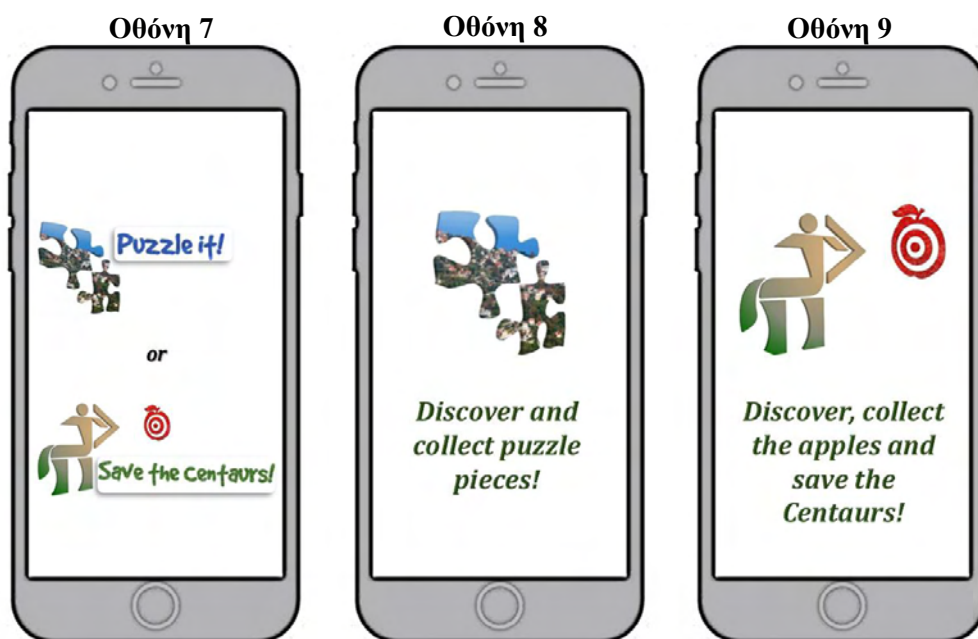 Οθόνη 7
Puzzle it!
or
Save the Centaurs!
Οθόνη 8
Discover and
collect puzzle
pieces!
Οθόνη 9
Discover, collect
the apples and
save the
Centaurs!